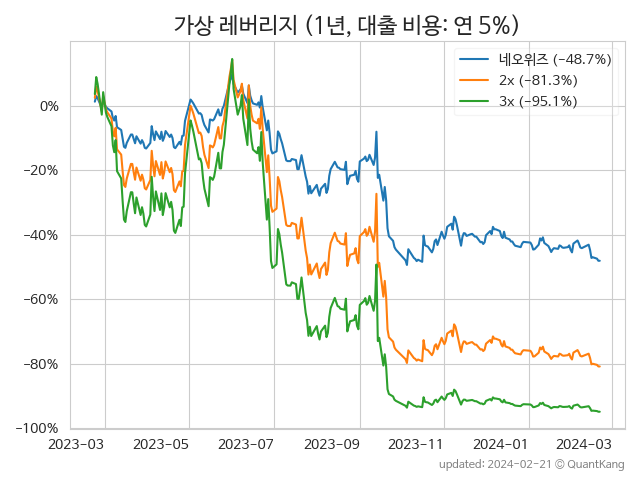 가상 레버리지 (1년, 대출 비용: 연 5%)
네오위즈 (−48.7%)
2x (−81.3%)
3x (−95.1%)
0%
−20%
−40%
−60%
−80%
−100%
2023-03 2023-05 2023-07 2023-09 2023-11 2024-01 2024-03
updated: 2024-02-21 © QuantKang